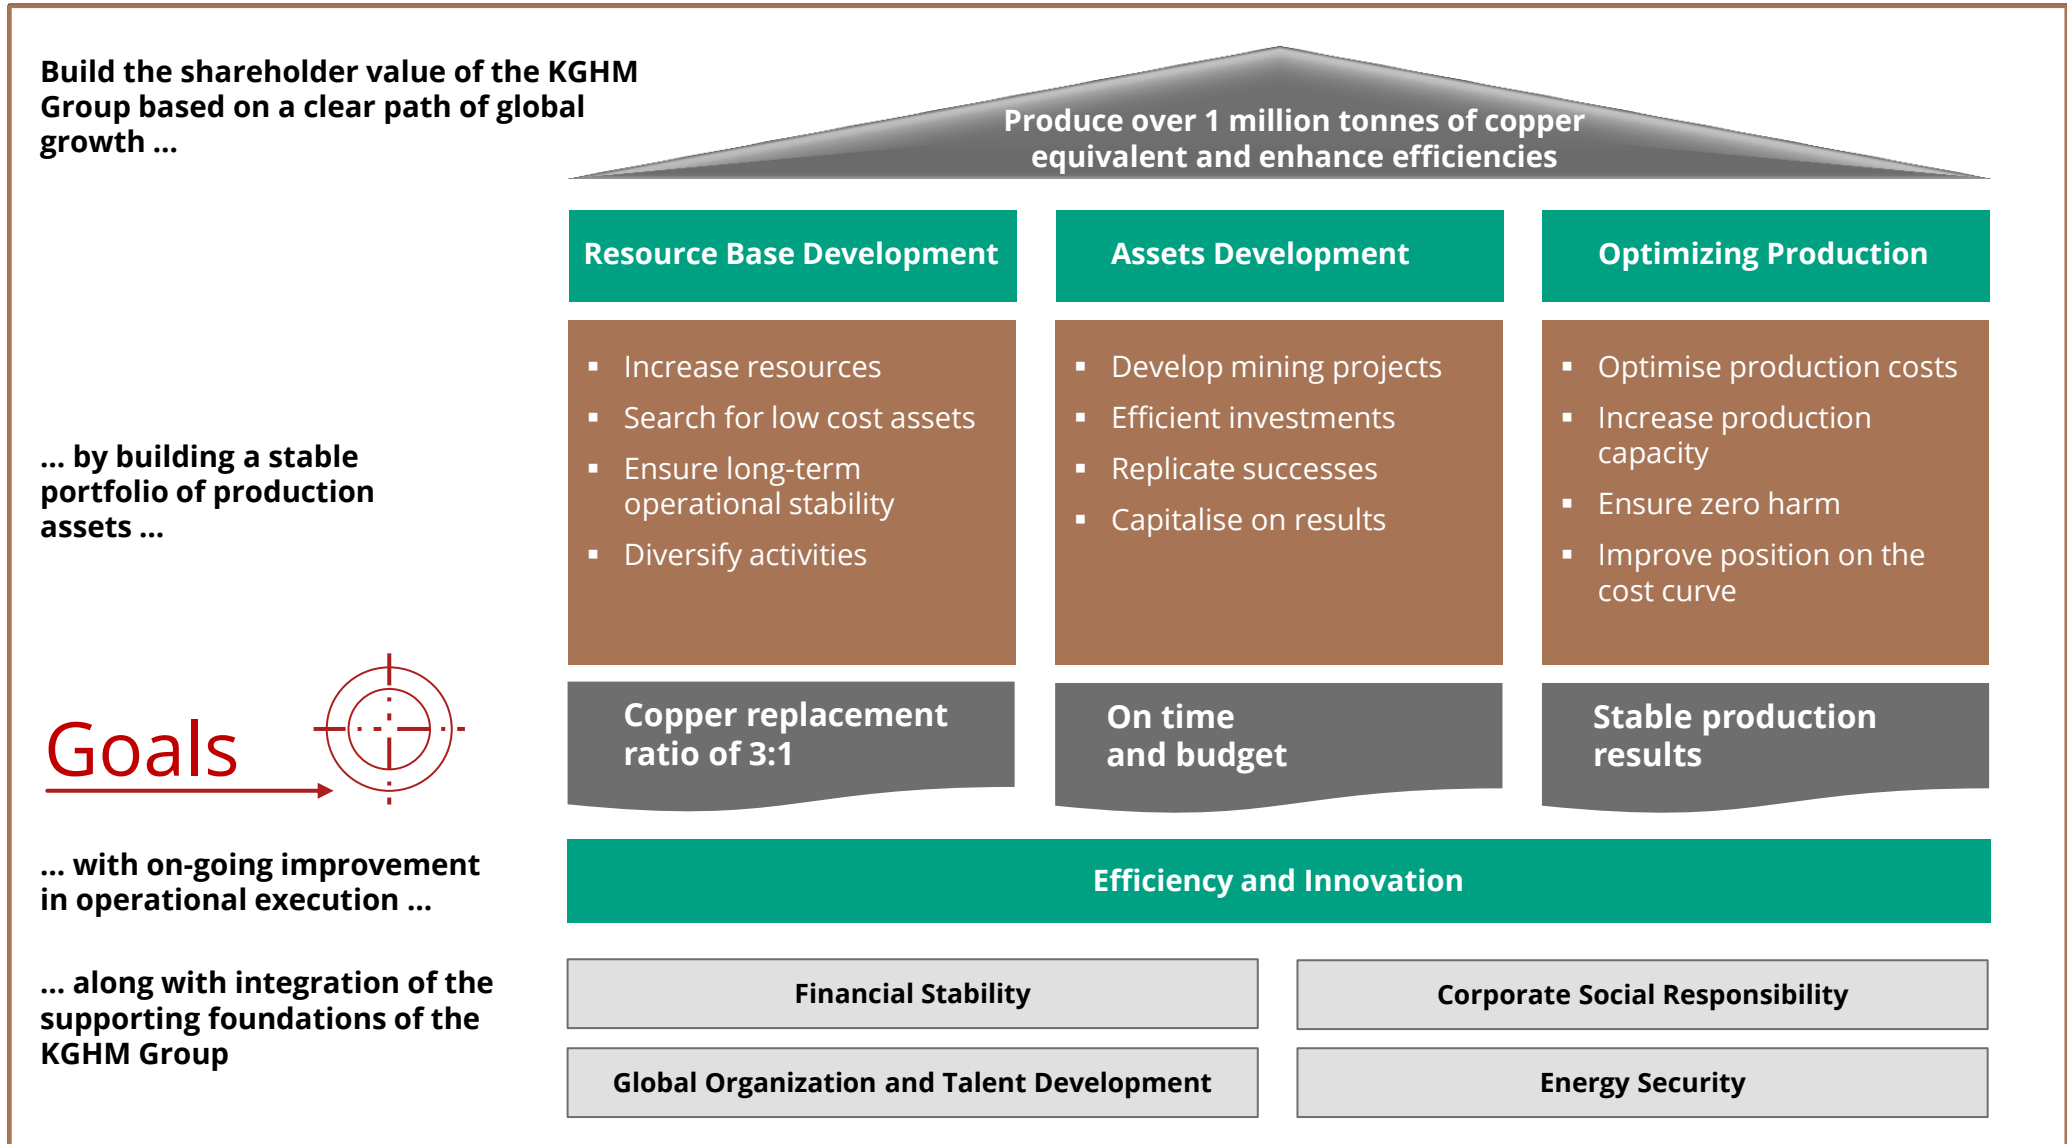 Build the shareholder value of the KGHM
Group based on a clear path of global
growth ...
Produce over 1 million tonnes of copper
equivalent and enhance efficiencies
Resource Base Development
Assets Development
Optimizing Production
... by building a stable
portfolio of production
assets ...
▪ Increase resources
▪ Search for low cost assets
▪ Ensure long-term
operational stability
▪ Diversify activities
▪ Develop mining projects
▪ Efficient investments
▪ Replicate successes
▪ Capitalise on results
▪ Optimise production costs
▪ Increase production
capacity
▪ Ensure zero harm
▪ Improve position on the
cost curve
Goals
Copper replacement
ratio of 3:1
On time
and budget
Stable production
results
... with on-going improvement
in operational execution ...
Efficiency and Innovation
... along with integration of the
supporting foundations of the
KGHM Group
Financial Stability
Corporate Social Responsibility
Global Organization and Talent Development
Energy Security